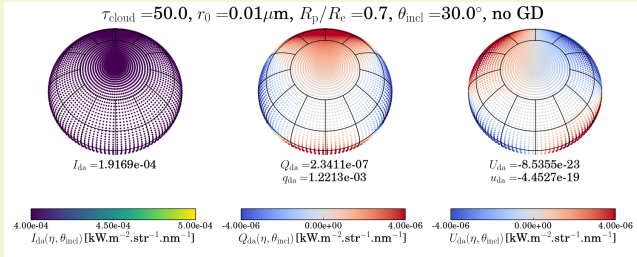 τcloud =50.0, r0 =0.01μm, Rp/Re =0.7, θincl =30.0°, no GD
Ida =1.9169e-04
Qda =2.3411e-07
qda =1.2213e-03
Uda =-8.5355e-23
uda =-4.4527e-19
4.00e-04 4.50e-04 5.00e-04
Ida(η, θincl) [kW.m−2.str−1.nm−1]
-4.00e-06 0.00e+00 4.00e-06
Qda(η, θincl) [kW.m−2.str−1.nm−1]
-4.00e-06 0.00e+00 4.00e-06
Uda(η, θincl) [kW.m−2.str−1.nm−1]